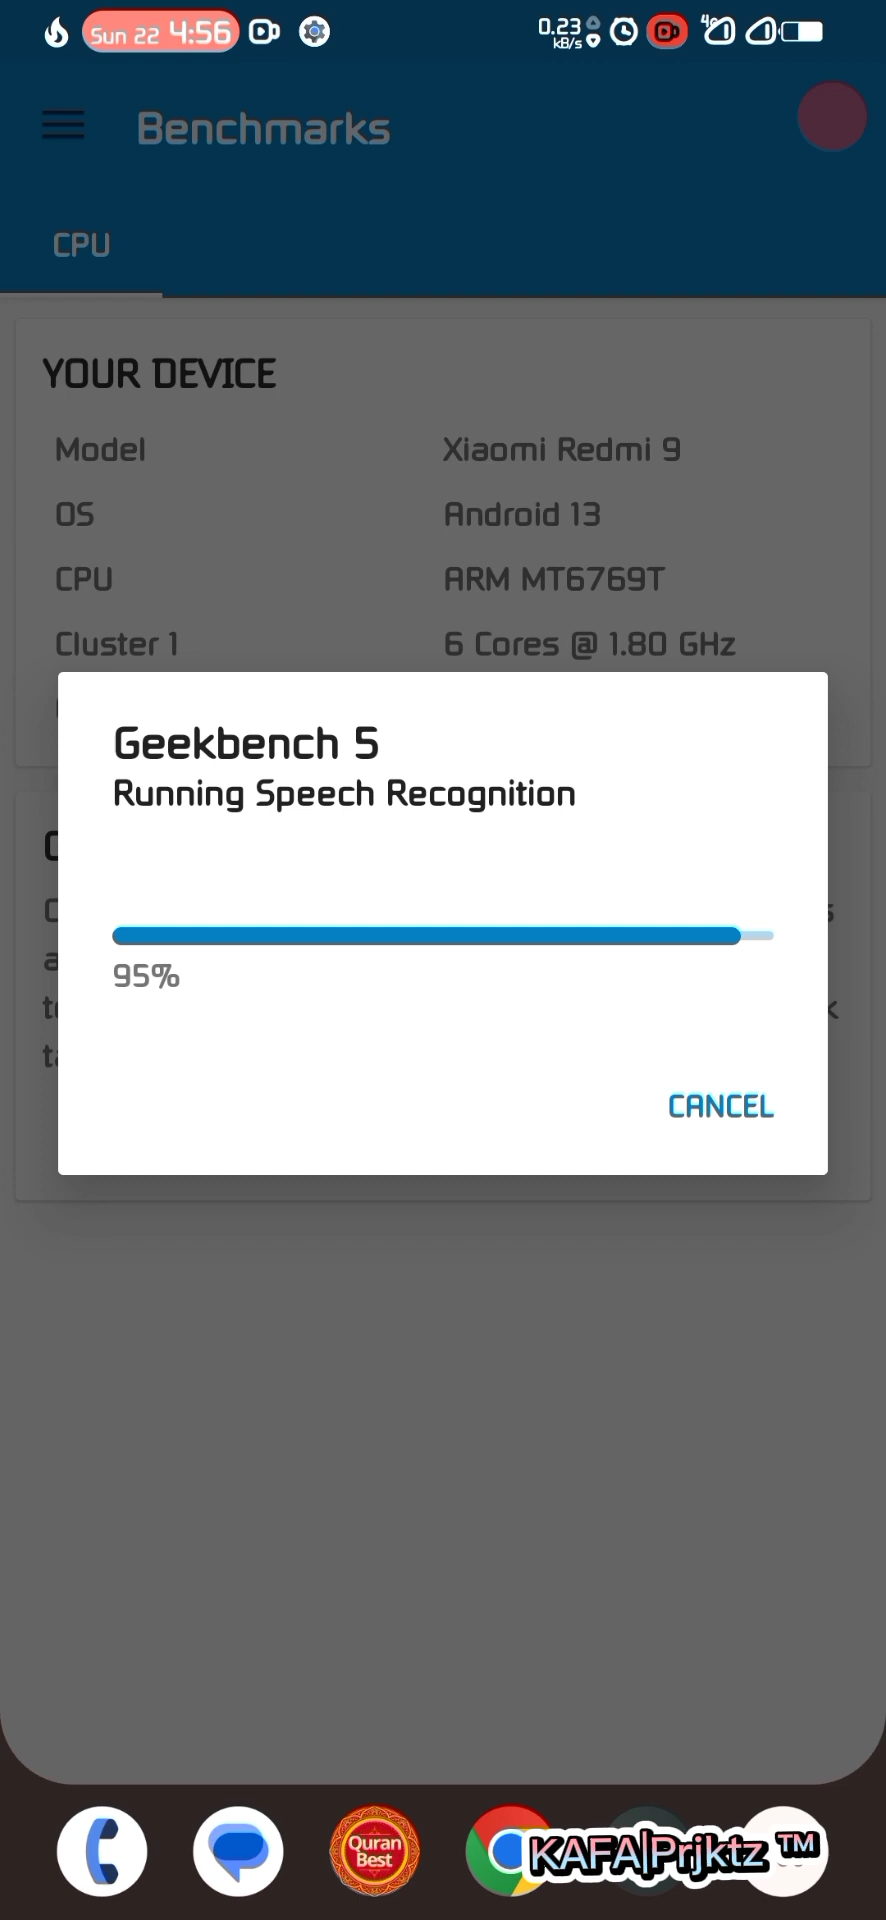 Sun 22 4:56
0.23
kB/s
4G
Benchmarks
CPU
YOUR DEVICE
Model Xiaomi Redmi 9
OS Android 13
CPU ARM MT6769T
Cluster 1 6 Cores @ 1.80 GHz
Geekbench 5
Running Speech Recognition
95%
CANCEL
Quran
Best
KAFA|Prjktz ™